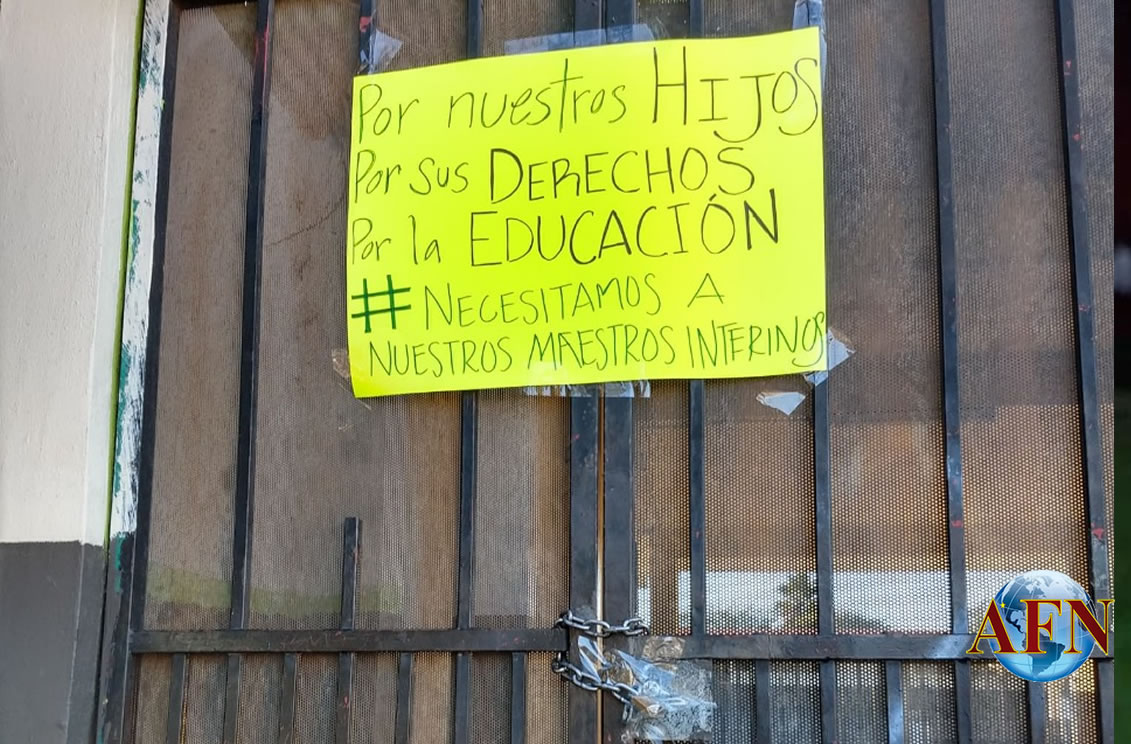 Por nuestros HIJOS
Por sus DERECHOS
Por la EDUCACIÓN
# NECESITAMOS A
NUESTROS MAESTROS INTERINOS
AFN